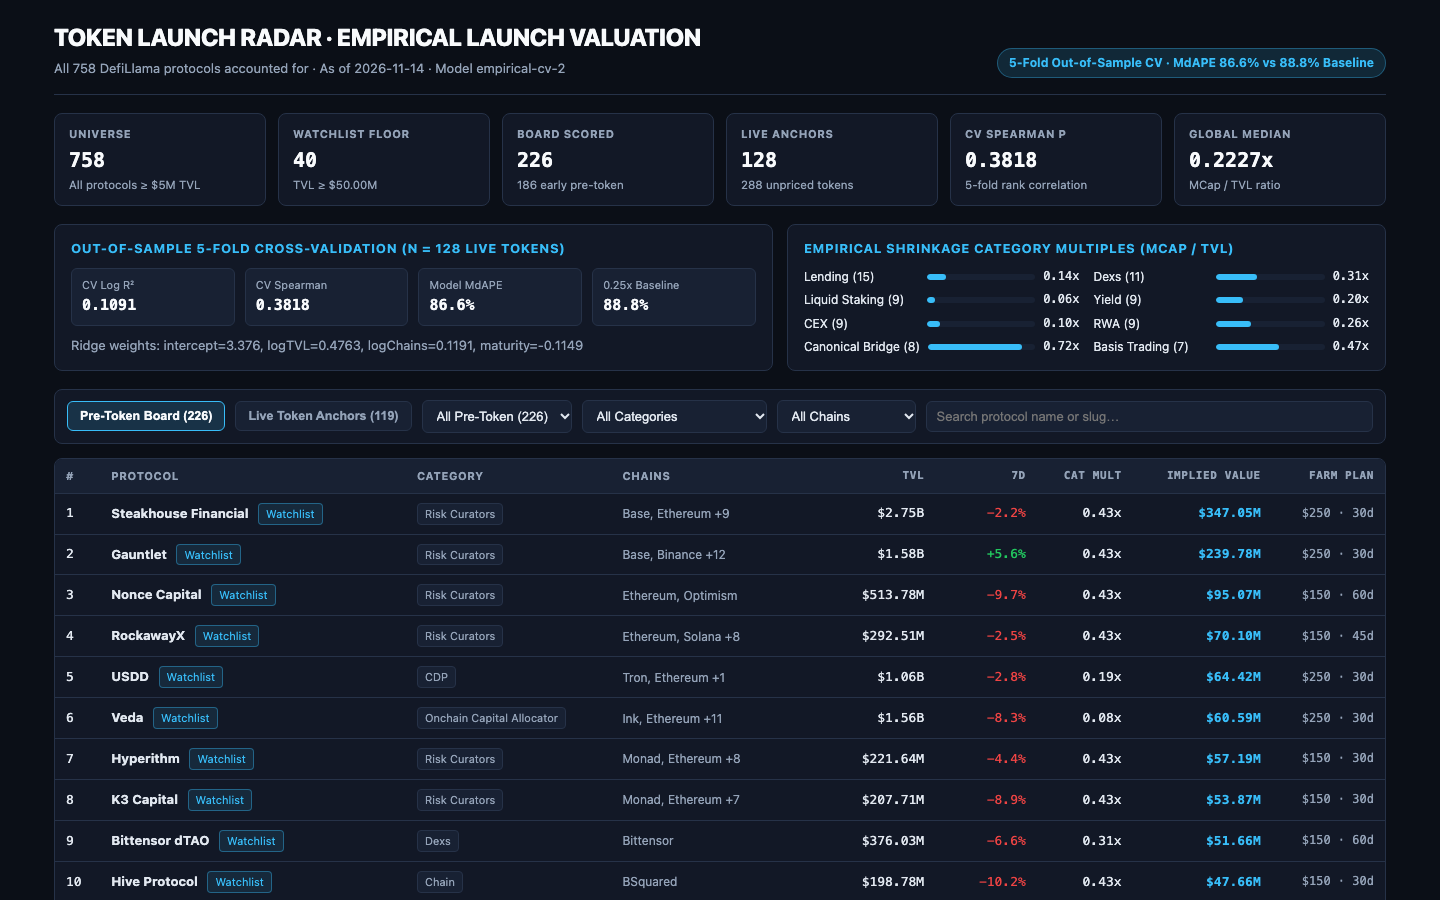 TOKEN LAUNCH RADAR · EMPIRICAL LAUNCH VALUATION
All 758 DefiLlama protocols accounted for · As of 2026-11-14 · Model empirical-cv-2
5-Fold Out-of-Sample CV · MdAPE 86.6% vs 88.8% Baseline
UNIVERSE
758
All protocols ≥ $5M TVL
WATCHLIST FLOOR
40
TVL ≥ $50.00M
BOARD SCORED
226
186 early pre-token
LIVE ANCHORS
128
288 unpriced tokens
CV SPEARMAN Ρ
0.3818
5-fold rank correlation
GLOBAL MEDIAN
0.2227x
MCap / TVL ratio
OUT-OF-SAMPLE 5-FOLD CROSS-VALIDATION (N = 128 LIVE TOKENS)
CV Log R²
0.1091
CV Spearman
0.3818
Model MdAPE
86.6%
0.25x Baseline
88.8%
Ridge weights: intercept=3.376, logTVL=0.4763, logChains=0.1191, maturity=-0.1149
EMPIRICAL SHRINKAGE CATEGORY MULTIPLES (MCAP / TVL)
Lending (15) 0.14x Dexs (11) 0.31x
Liquid Staking (9) 0.06x Yield (9) 0.20x
CEX (9) 0.10x RWA (9) 0.26x
Canonical Bridge (8) 0.72x Basis Trading (7) 0.47x
Pre-Token Board (226) Live Token Anchors (119) All Pre-Token (226) All Categories All Chains Search protocol name or slug...
# PROTOCOL CATEGORY CHAINS TVL 7D CAT MULT IMPLIED VALUE FARM PLAN
1 Steakhouse Financial Watchlist Risk Curators Base, Ethereum +9 $2.75B −2.2% 0.43x $347.05M $250 · 30d
2 Gauntlet Watchlist Risk Curators Base, Binance +12 $1.58B +5.6% 0.43x $239.78M $250 · 30d
3 Nonce Capital Watchlist Risk Curators Ethereum, Optimism $513.78M −9.7% 0.43x $95.07M $150 · 60d
4 RockawayX Watchlist Risk Curators Ethereum, Solana +8 $292.51M −2.5% 0.43x $70.10M $150 · 45d
5 USDD Watchlist CDP Tron, Ethereum +1 $1.06B −2.8% 0.19x $64.42M $250 · 30d
6 Veda Watchlist Onchain Capital Allocator Ink, Ethereum +11 $1.56B −8.3% 0.08x $60.59M $250 · 30d
7 Hyperithm Watchlist Risk Curators Monad, Ethereum +8 $221.64M −4.4% 0.43x $57.19M $150 · 30d
8 K3 Capital Watchlist Risk Curators Monad, Ethereum +7 $207.71M −8.9% 0.43x $53.87M $150 · 30d
9 Bittensor dTAO Watchlist Dexs Bittensor $376.03M −6.6% 0.31x $51.66M $150 · 60d
10 Hive Protocol Watchlist Chain BSquared $198.78M −10.2% 0.43x $47.66M $150 · 30d